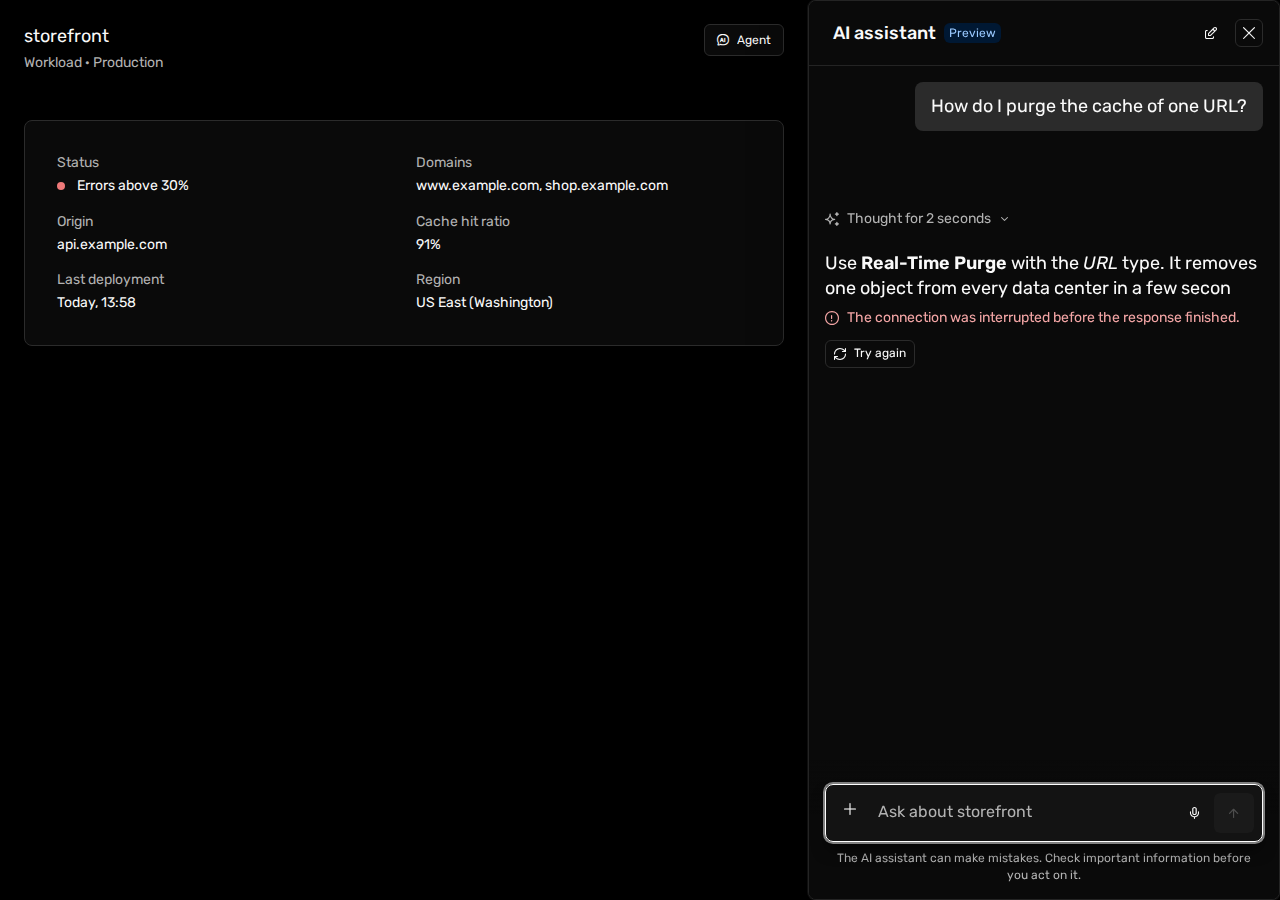 storefront
Workload • Production
Agent
Status
Errors above 30%
Domains
www.example.com, shop.example.com
Origin
api.example.com
Cache hit ratio
91%
Last deployment
Today, 13:58
Region
US East (Washington)
AI assistant Preview
How do I purge the cache of one URL?
Thought for 2 seconds
Use Real-Time Purge with the URL type. It removes
one object from every data center in a few secon
The connection was interrupted before the response finished.
Try again
Ask about storefront
The AI assistant can make mistakes. Check important information before
you act on it.